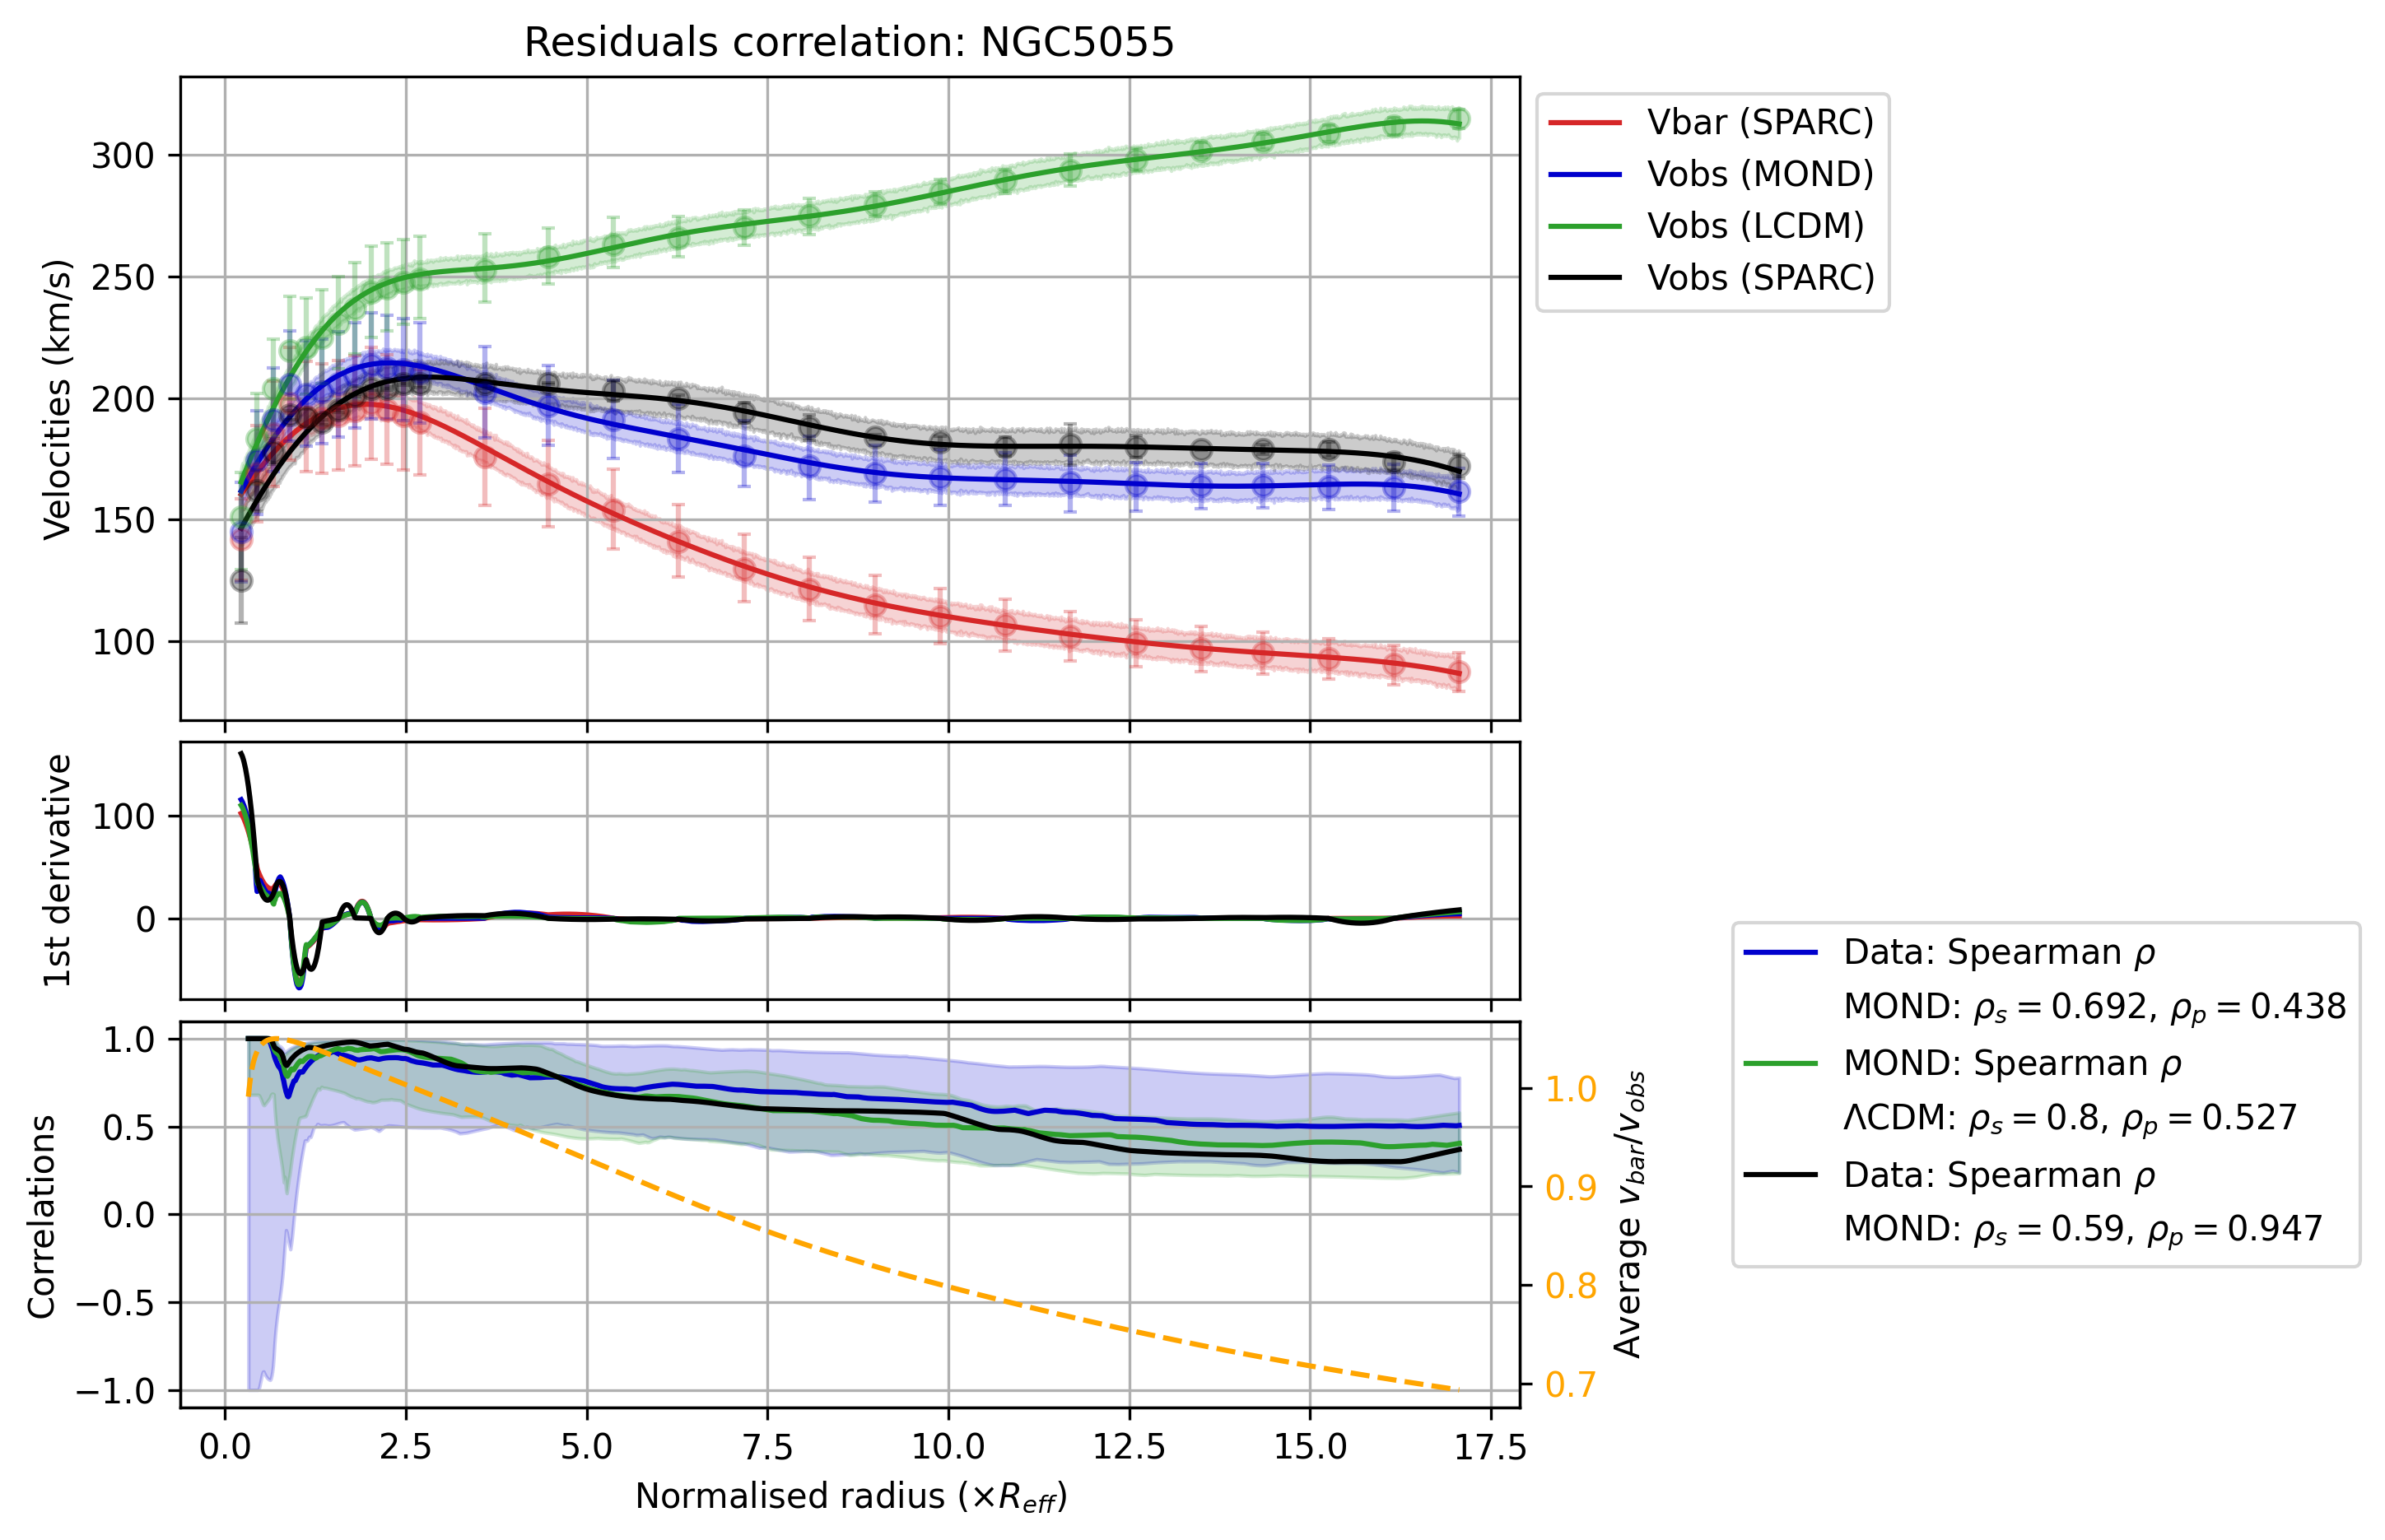 Residuals correlation: NGC5055
Velocities (km/s)
300
250
200
150
100
Vbar (SPARC)
Vobs (MOND)
Vobs (LCDM)
Vobs (SPARC)
1st derivative
100
0
Correlations
1.0
0.5
0.0
−0.5
−1.0
1.0
0.9
0.8
0.7
Average v_bar/v_obs
Data: Spearman ρ
MOND: ρ_s = 0.692, ρ_p = 0.438
MOND: Spearman ρ
ΛCDM: ρ_s = 0.8, ρ_p = 0.527
Data: Spearman ρ
MOND: ρ_s = 0.59, ρ_p = 0.947
0.0 2.5 5.0 7.5 10.0 12.5 15.0 17.5
Normalised radius (×R_eff)